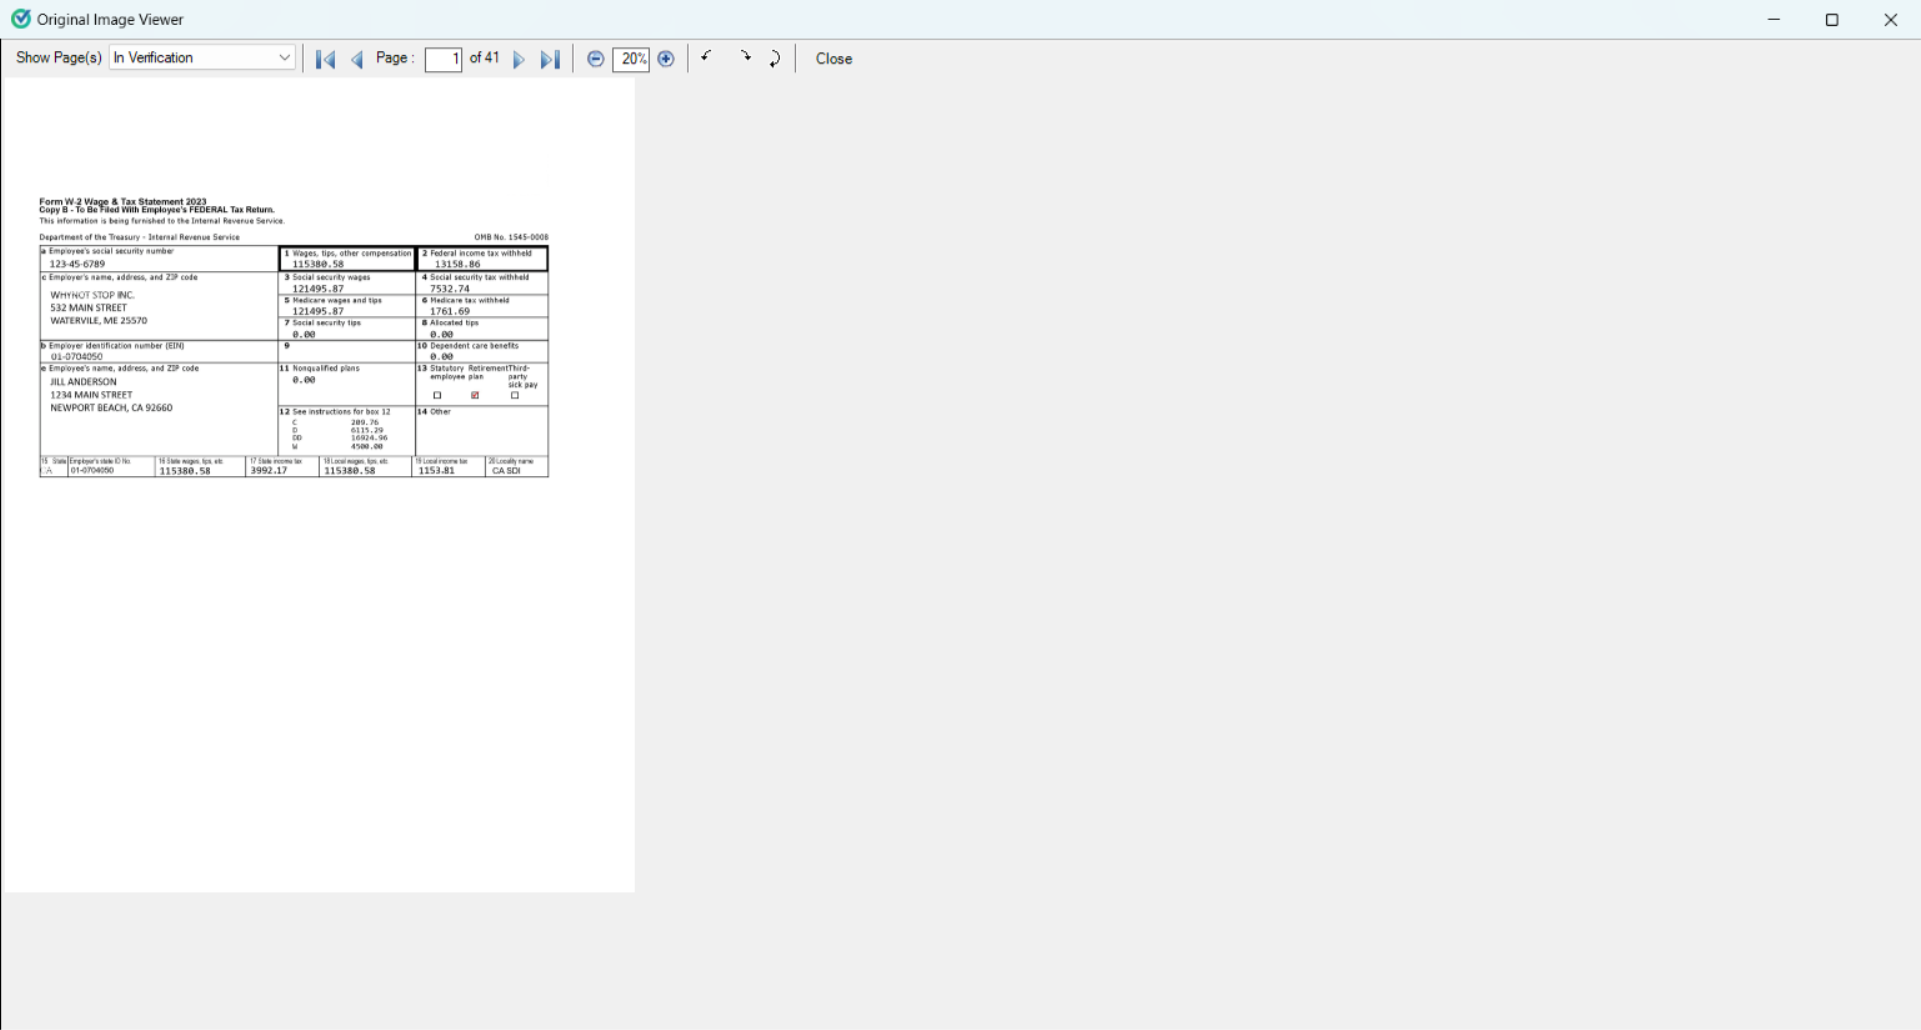 Original Image Viewer
Show Page(s) In Verification Page : 1 of 41 20% Close
Form W-2 Wage & Tax Statement 2023
Copy B - To Be Filed With Employee's FEDERAL Tax Return.
This information is being furnished to the Internal Revenue Service.
Department of the Treasury - Internal Revenue Service OMB No. 1545-0008
a Employee's social security number
123-45-6789
1 Wages, tips, other compensation
115380.58
2 Federal income tax withheld
13158.86
c Employer's name, address, and ZIP code
WHYNOT STOP INC.
532 MAIN STREET
WATERVILE, ME 25570
3 Social security wages
121495.87
4 Social security tax withheld
7532.74
5 Medicare wages and tips
121495.87
6 Medicare tax withheld
1761.69
7 Social security tips
0.00
8 Allocated tips
0.00
b Employer identification number (EIN)
01-0704050
9
10 Dependent care benefits
0.00
e Employee's name, address, and ZIP code
JILL ANDERSON
1234 MAIN STREET
NEWPORT BEACH, CA 92660
11 Nonqualified plans
0.00
13 Statutory RetirementThird-
employee plan party
sick pay
12 See instructions for box 12
C 209.76
D 6115.29
DD 16924.96
W 4500.00
14 Other
15 State Employer's state ID No. 16 State wages, tips, etc. 17 State income tax 18 Local wages, tips, etc. 19 Local income tax 20 Locality name
CA 01-0704050 115380.58 3992.17 115380.58 1153.81 CA SDI